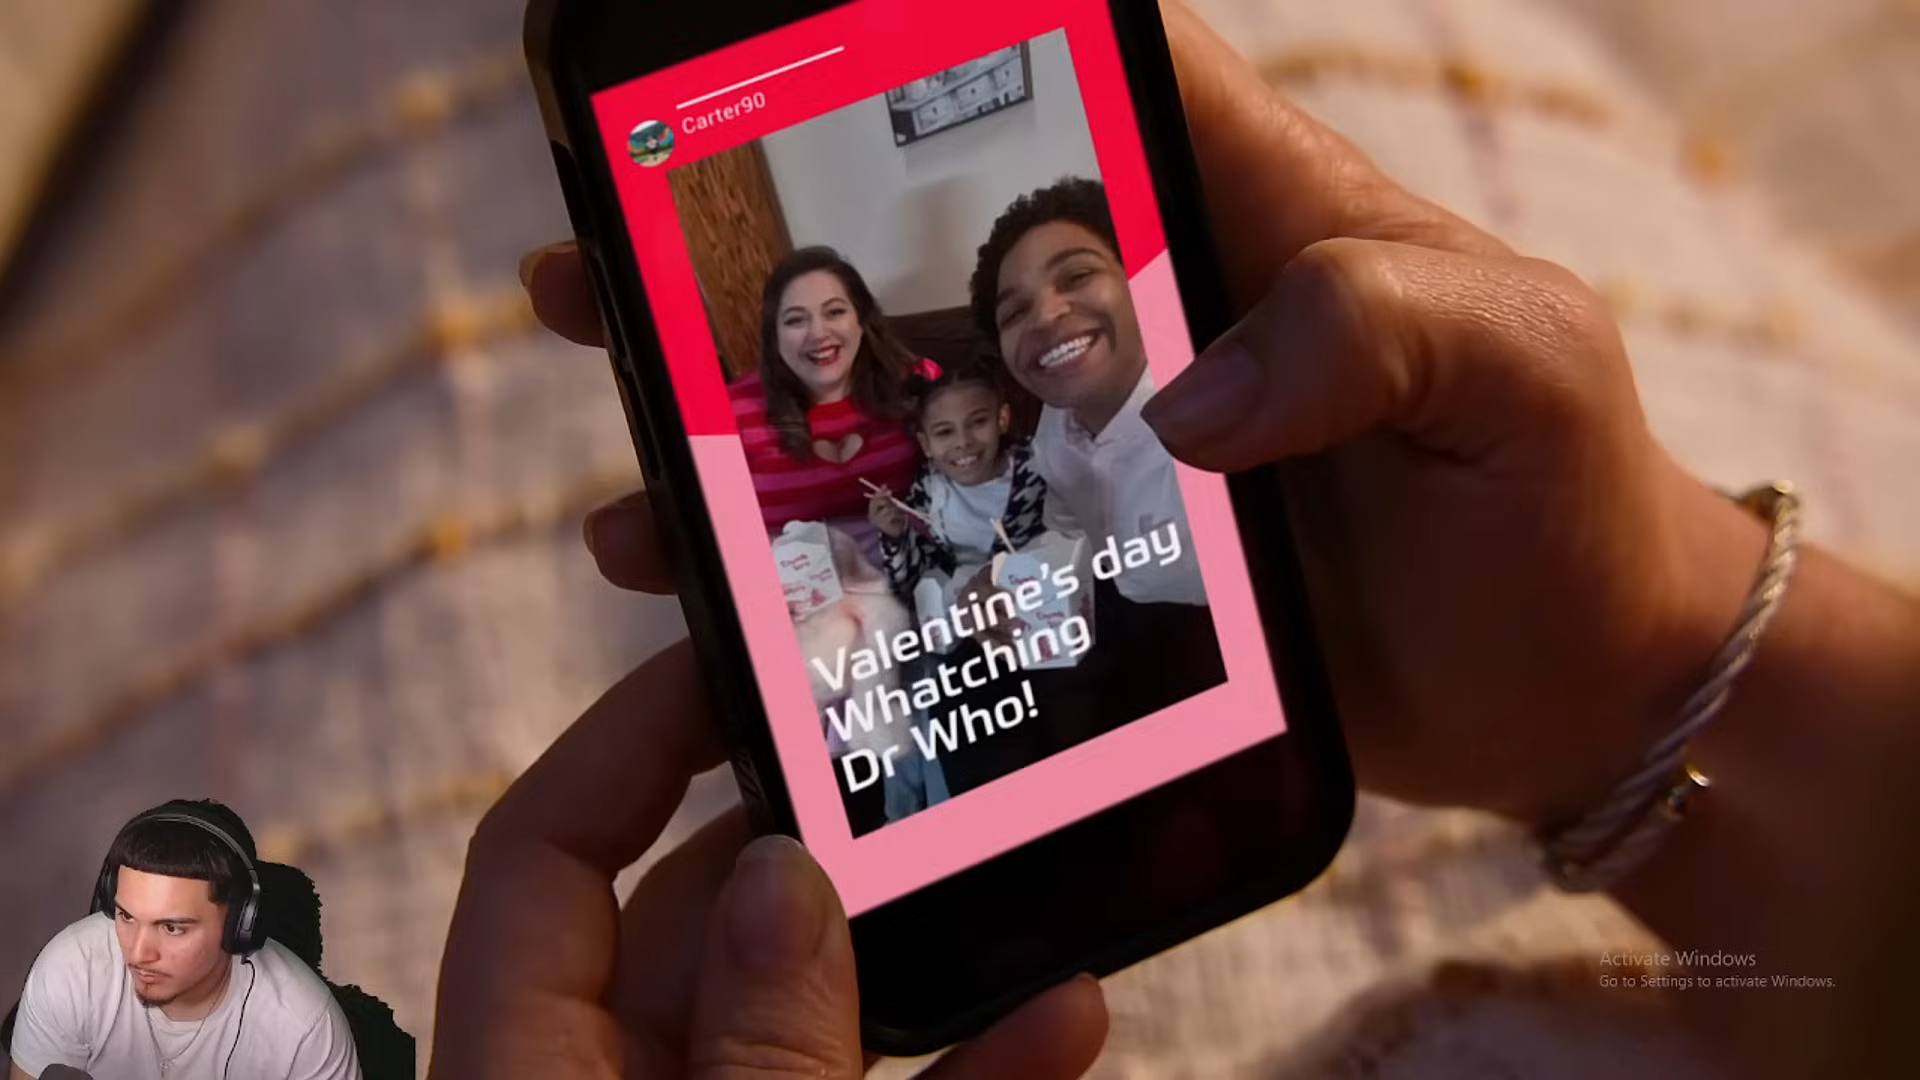 Carter90
Valentine's day
Whatching
Dr Who!
Activate Windows
Go to Settings to activate Windows.